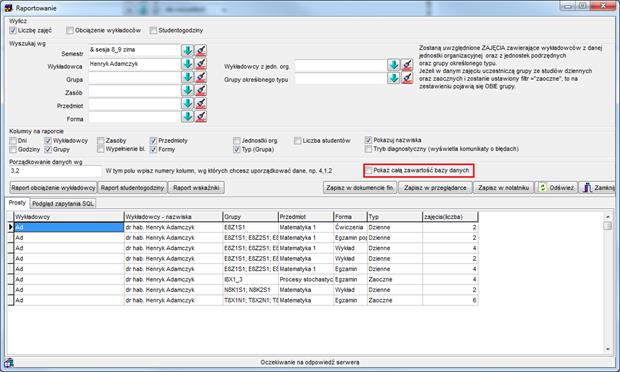 Raportowanie
Wylicz
Liczbę zajęć Obciążenie wykładowców Studentogodziny
Wyszukaj wg
Semestr & sesja 8_9 zima
Wykładowca Henryk Adamczyk Wykładowcy z jedn. org.
Grupa Grupy określonego typu
Zasób
Przedmiot
Forma
Zostaną uwzględnione ZAJĘCIA zawierające wykładowców z danej
jednostki organizacyjnej oraz z jednostek podrzędnych
oraz grupy określonego typu.
Jeżeli w danym zajęciu uczestniczą grupy ze studiów dziennych
oraz zaocznych i zostanie ustawiony filtr ="zaoczne", to na
zestawieniu pojawią się OBIE grupy.
Kolumny na raporcie
Dni Wykładowcy Zasoby Przedmioty Jednostki org. Liczba studentów Pokazuj nazwiska
Godziny Grupy Wypełnienie bl. Formy Typ (Grupa) Tryb diagnostyczny (wyświetla komunikaty o błędach)
Porządkowanie danych wg
3,2 W tym polu wpisz numery kolumn, wg których chcesz uporządkować dane, np. 4,1,2 Pokaż całą zawartość bazy danych
Raport obciążenie wykładowcy Raport studentogodziny Raport wskaźniki Zapisz w dokumencie fin. Zapisz w przeglądarce Zapisz w notatniku Odśwież Zamknij
Prosty Podgląd zapytania SQL
Wykładowcy Wykładowcy - nazwiska Grupy Przedmiot Forma Typ zajęcia(liczba)
Ad dr hab. Henryk Adamczyk E8Z1S1 Matematyka 1 Ćwiczenia Dzienne 2
Ad dr hab. Henryk Adamczyk E8Z1S1; E8Z2S1; E8 Matematyka 1 Egzamin pop Dzienne 2
Ad dr hab. Henryk Adamczyk E8Z1S1; E8Z2S1; E8 Matematyka 1 Wykład Dzienne 4
Ad dr hab. Henryk Adamczyk E8Z1S1; E8Z2S1; E8 Matematyka Wykład Dzienne 2
Ad dr hab. Henryk Adamczyk E8Z1S1; E8Z2S1; E8 Matematyka 1 Egzamin Dzienne 4
Ad dr hab. Henryk Adamczyk I8X1_3 Procesy stochastycz Egzamin Zaoczne 4
Ad dr hab. Henryk Adamczyk N8K1S1; N8K2S1 Matematyka Wykład Dzienne 2
Ad dr hab. Henryk Adamczyk T8X1N1; T8X2N1; T8 Matematyka 1 Egzamin Zaoczne 6
Oczekiwanie na odpowiedź serwera